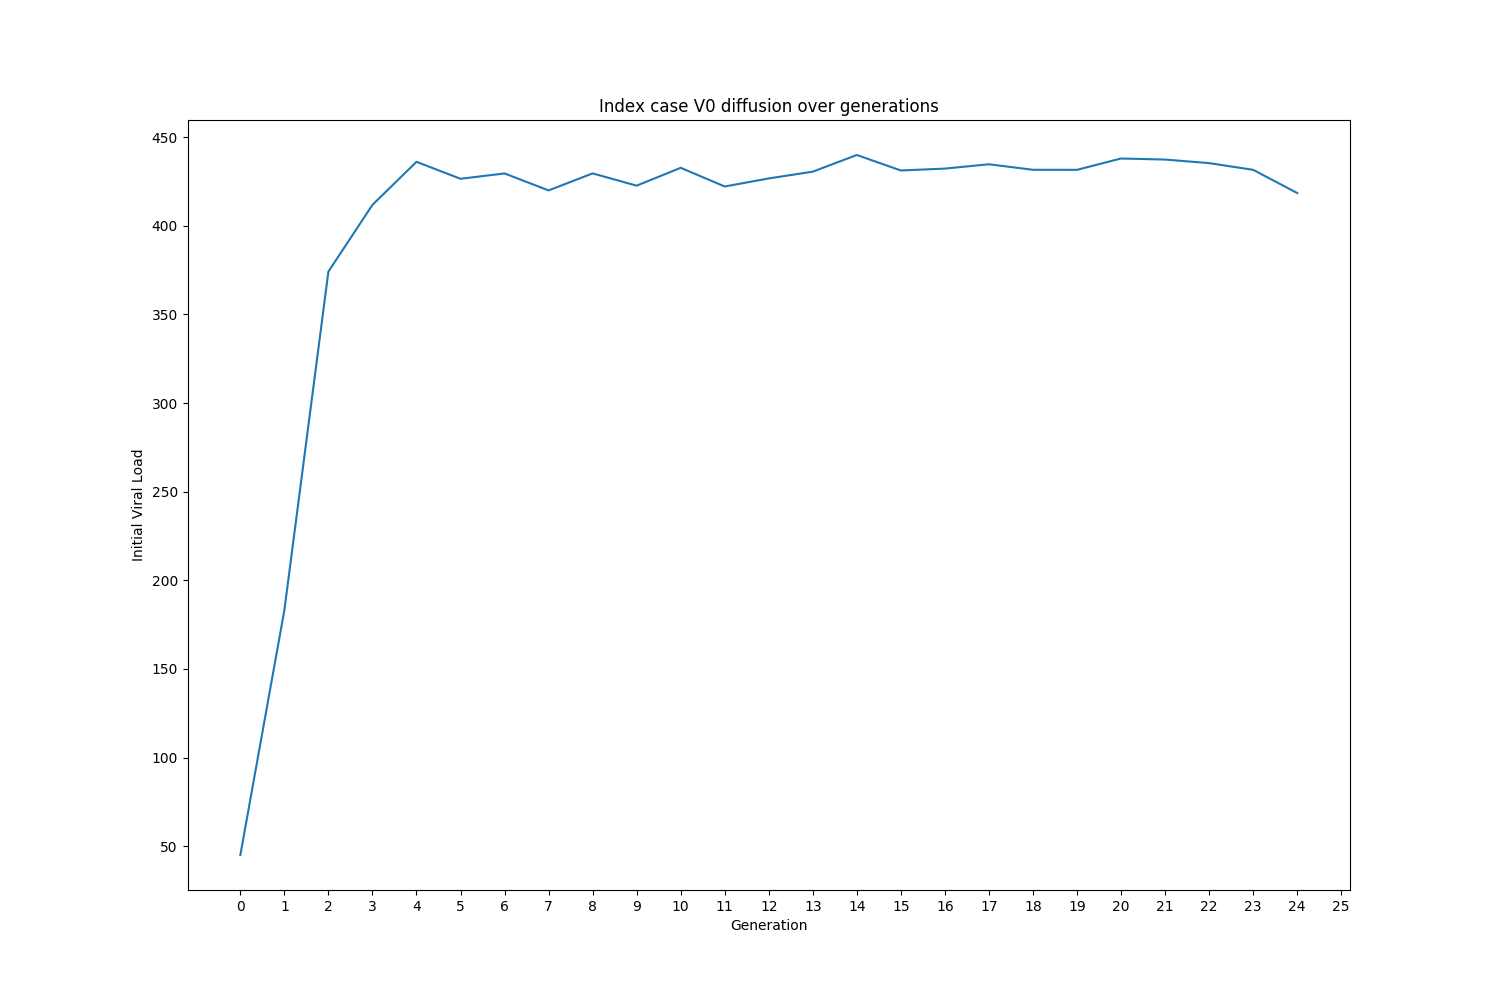 Index case V0 diffusion over generations
450
400
350
300
250
200
150
100
50
Initial Viral Load
0 1 2 3 4 5 6 7 8 9 10 11 12 13 14 15 16 17 18 19 20 21 22 23 24 25
Generation